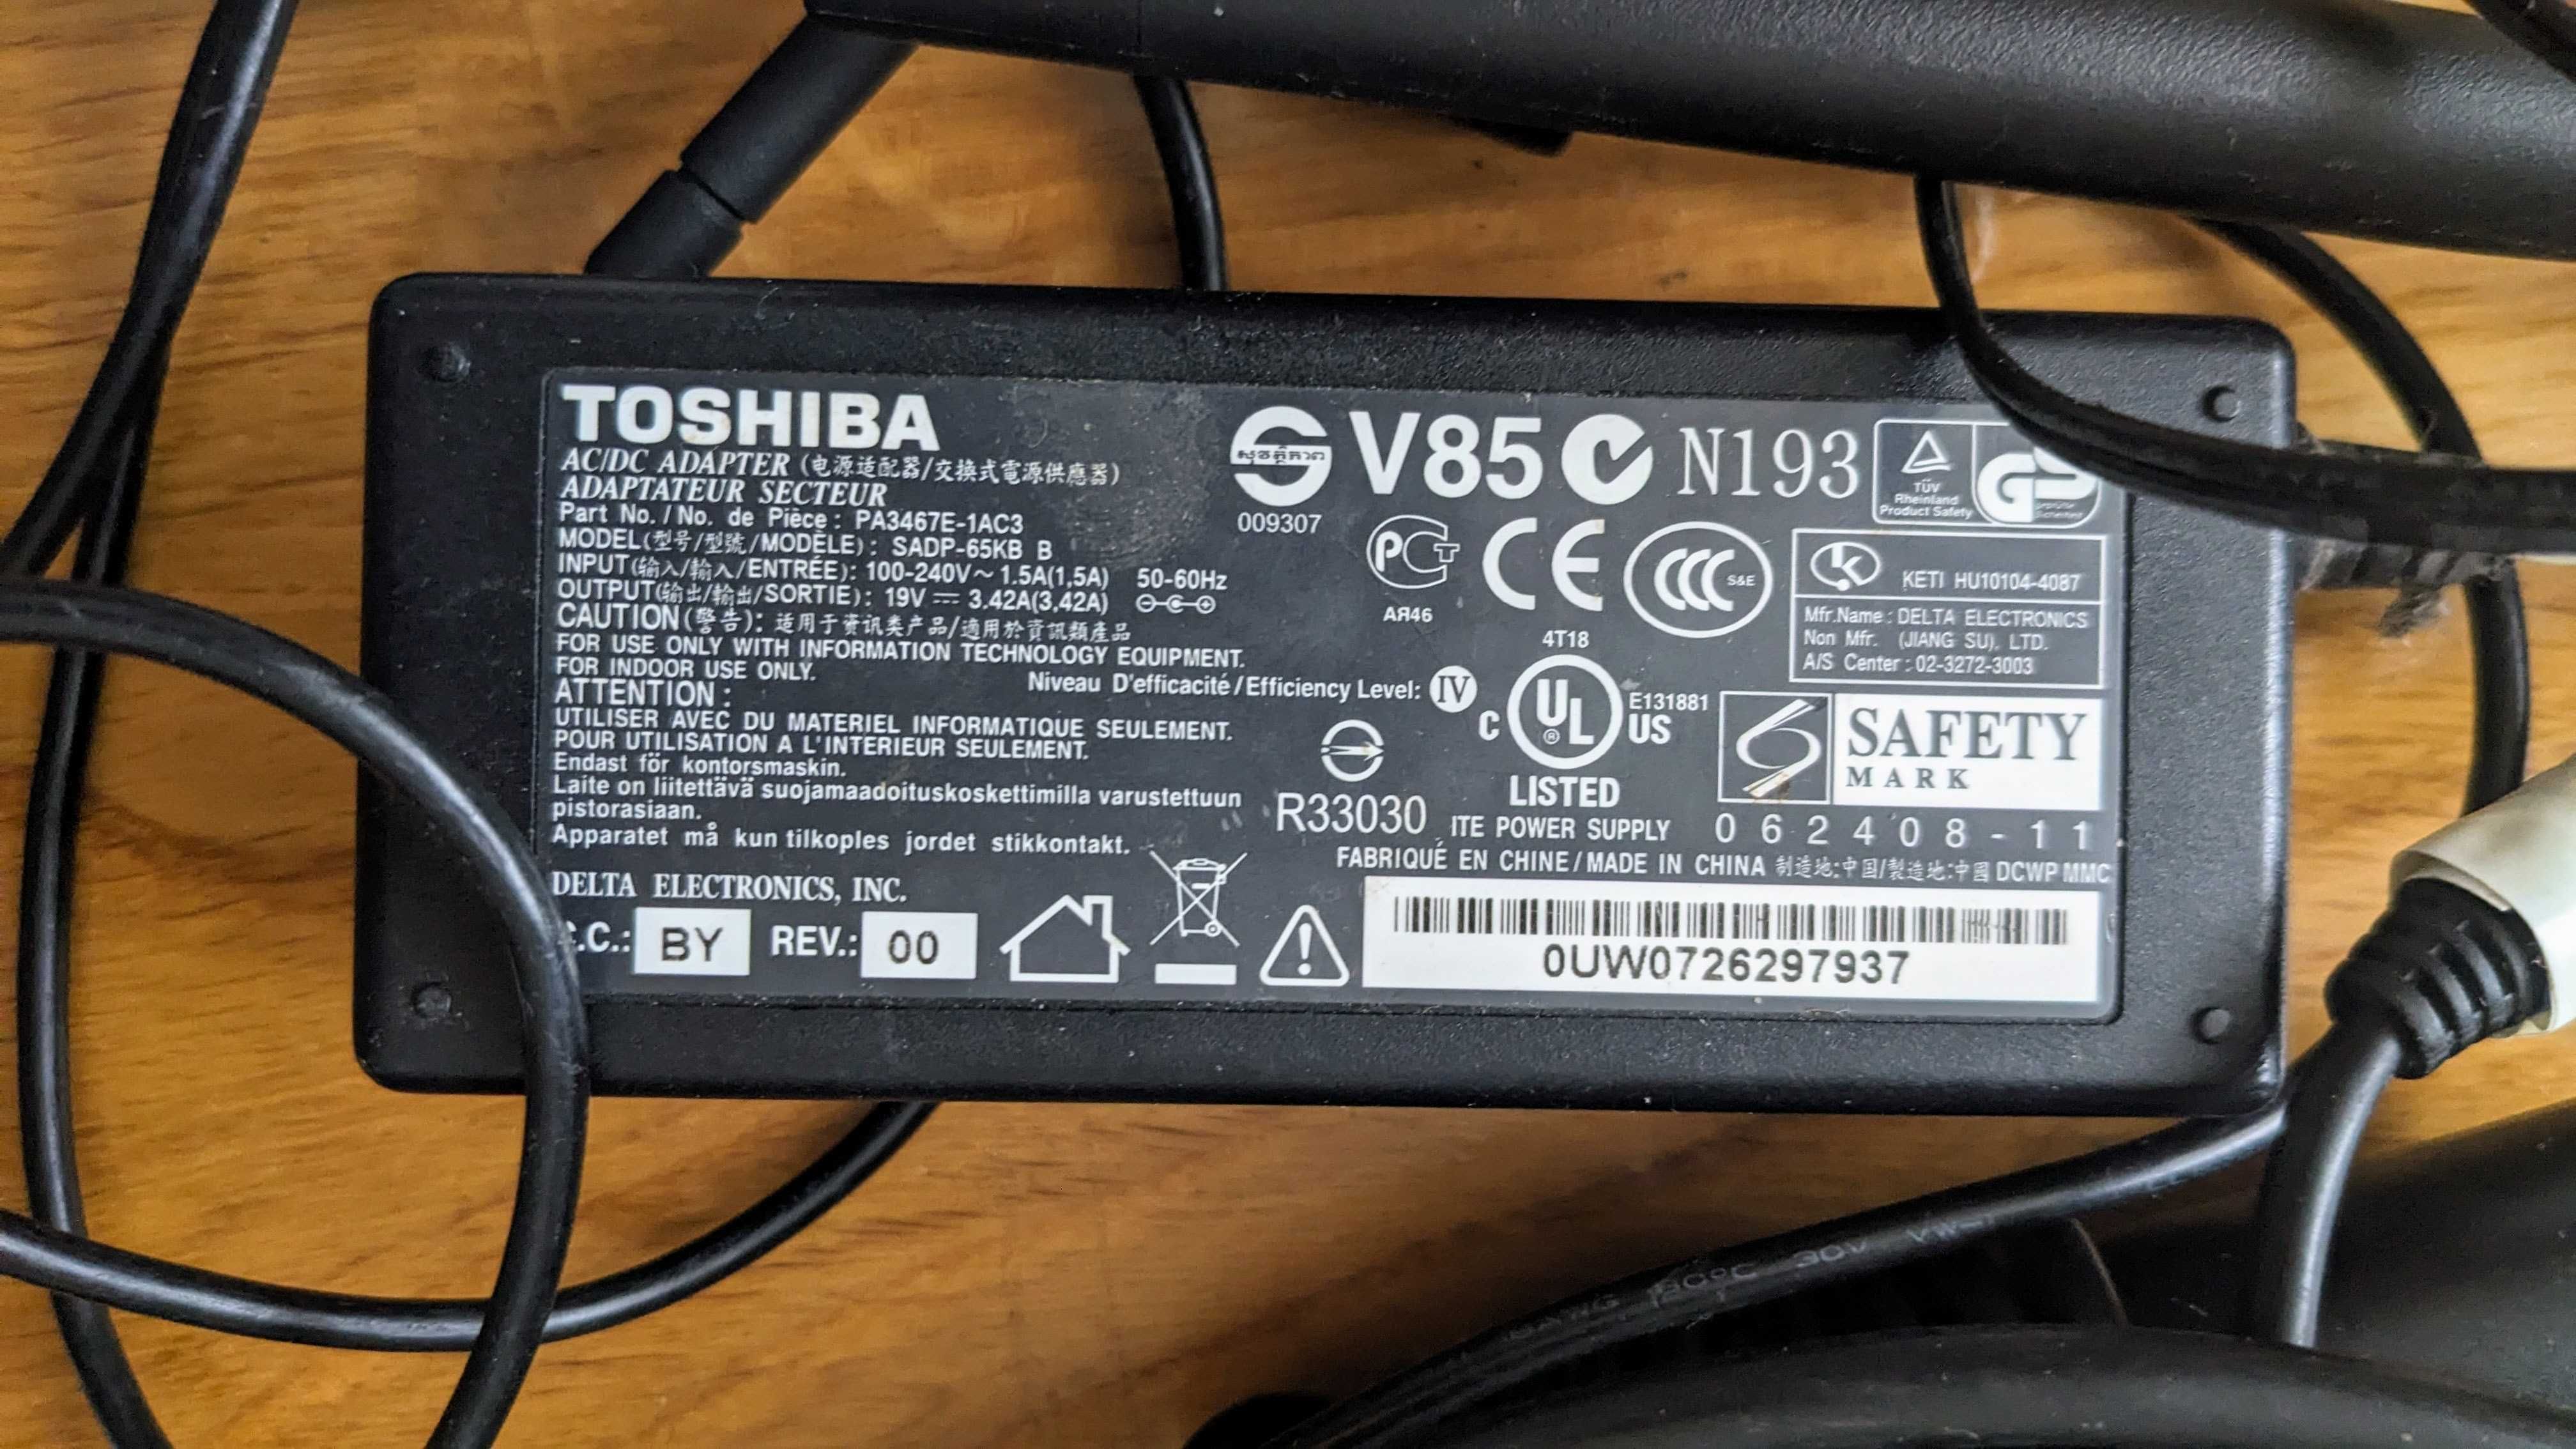 TOSHIBA
AC/DC ADAPTER (电源适配器/交換式電源供應器)
ADAPTATEUR SECTEUR
Part No. / No. de Pièce : PA3467E-1AC3
MODEL(型号/型號/MODÈLE) : SADP-65KB B
INPUT(输入/輸入/ENTRÉE): 100-240V~ 1.5A(1,5A) 50-60Hz
OUTPUT(输出/輸出/SORTIE) : 19V ⎓ 3.42A(3,42A)
CAUTION(警告): 适用于资讯类产品/適用於資訊類產品
FOR USE ONLY WITH INFORMATION TECHNOLOGY EQUIPMENT.
FOR INDOOR USE ONLY.
Niveau D'efficacité / Efficiency Level: IV
ATTENTION :
UTILISER AVEC DU MATERIEL INFORMATIQUE SEULEMENT.
POUR UTILISATION A L'INTERIEUR SEULEMENT.
Endast för kontorsmaskin.
Laite on liitettävä suojamaadoituskoskettimilla varustettuun
pistorasiaan.
Apparatet må kun tilkoples jordet stikkontakt.
DELTA ELECTRONICS, INC.
.C.: BY REV.: 00
009307
V85 N193
TÜV
Rheinland
Product Safety
GS
PCT
AЯ46
CE
CCC S&E
4T18
C UL ® US
E131881
LISTED
ITE POWER SUPPLY
R33030
K KETI HU10104-4087
Mfr.Name : DELTA ELECTRONICS
Non Mfr. (JIANG SU), LTD.
A/S Center : 02-3272-3003
SAFETY
MARK
062408-11
FABRIQUÉ EN CHINE / MADE IN CHINA 制造地:中国/製造地:中國 DCWP MMC
0UW0726297937
30V